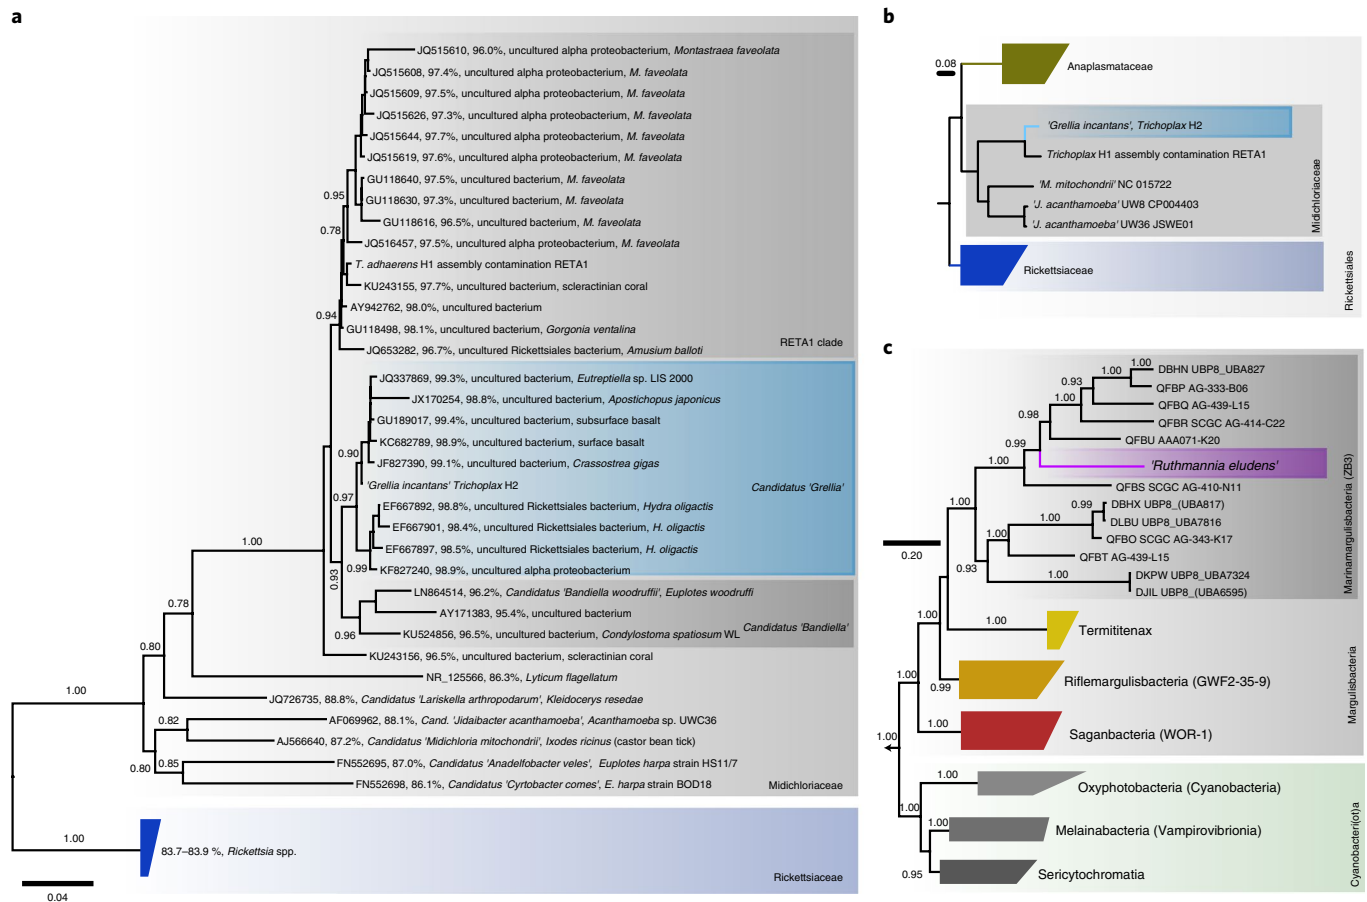 a
JQ515610, 96.0%, uncultured alpha proteobacterium, Montastraea faveolata
JQ515608, 97.4%, uncultured alpha proteobacterium, M. faveolata
JQ515609, 97.5%, uncultured alpha proteobacterium, M. faveolata
JQ515626, 97.3%, uncultured alpha proteobacterium, M. faveolata
JQ515644, 97.7%, uncultured alpha proteobacterium, M. faveolata
JQ515619, 97.6%, uncultured alpha proteobacterium, M. faveolata
GU118640, 97.5%, uncultured bacterium, M. faveolata
0.95
GU118630, 97.3%, uncultured bacterium, M. faveolata
GU118616, 96.5%, uncultured bacterium, M. faveolata
0.78
JQ516457, 97.5%, uncultured alpha proteobacterium, M. faveolata
T. adhaerens H1 assembly contamination RETA1
KU243155, 97.7%, uncultured bacterium, scleractinian coral
AY942762, 98.0%, uncultured bacterium
0.94
GU118498, 98.1%, uncultured bacterium, Gorgonia ventalina
JQ653282, 96.7%, uncultured Rickettsiales bacterium, Amusium balloti
RETA1 clade
JQ337869, 99.3%, uncultured bacterium, Eutreptiella sp. LIS 2000
JX170254, 98.8%, uncultured bacterium, Apostichopus japonicus
GU189017, 99.4%, uncultured bacterium, subsurface basalt
KC682789, 98.9%, uncultured bacterium, surface basalt
0.90
JF827390, 99.1%, uncultured bacterium, Crassostrea gigas
'Grellia incantans' Trichoplax H2
Candidatus 'Grellia'
0.97
EF667892, 98.8%, uncultured Rickettsiales bacterium, Hydra oligactis
EF667901, 98.4%, uncultured Rickettsiales bacterium, H. oligactis
EF667897, 98.5%, uncultured Rickettsiales bacterium, H. oligactis
0.99
KF827240, 98.9%, uncultured alpha proteobacterium
1.00
0.93
LN864514, 96.2%, Candidatus 'Bandiella woodruffii', Euplotes woodruffi
AY171383, 95.4%, uncultured bacterium
0.96
KU524856, 96.5%, uncultured bacterium, Condylostoma spatiosum WL
Candidatus 'Bandiella'
KU243156, 96.5%, uncultured bacterium, scleractinian coral
0.78
0.80
NR_125566, 86.3%, Lyticum flagellatum
JQ726735, 88.8%, Candidatus 'Lariskella arthropodarum', Kleidocerys resedae
1.00
0.82
AF069962, 88.1%, Cand. 'Jidaibacter acanthamoeba', Acanthamoeba sp. UWC36
AJ566640, 87.2%, Candidatus 'Midichloria mitochondrii', Ixodes ricinus (castor bean tick)
0.80
0.85
FN552695, 87.0%, Candidatus 'Anadelfobacter veles', Euplotes harpa strain HS11/7
FN552698, 86.1%, Candidatus 'Cyrtobacter comes', E. harpa strain BOD18
Midichloriaceae
1.00
83.7–83.9 %, Rickettsia spp.
Rickettsiaceae
0.04
b
0.08
Anaplasmataceae
'Grellia incantans', Trichoplax H2
Trichoplax H1 assembly contamination RETA1
'M. mitochondrii' NC 015722
'J. acanthamoeba' UW8 CP004403
'J. acanthamoeba' UW36 JSWE01
Midichloriaceae
Rickettsiaceae
Rickettsiales
c
1.00
DBHN UBP8_UBA827
1.00
0.93
QFBP AG-333-B06
1.00
QFBQ AG-439-L15
0.98
QFBR SCGC AG-414-C22
0.99
QFBU AAA071-K20
1.00
'Ruthmannia eludens'
QFBS SCGC AG-410-N11
1.00
0.99
DBHX UBP8_(UBA817)
1.00
DLBU UBP8_UBA7816
1.00
QFBO SCGC AG-343-K17
0.20
QFBT AG-439-L15
0.93
1.00
DKPW UBP8_UBA7324
DJIL UBP8_(UBA6595)
Marinamargulisbacteria (ZB3)
1.00
1.00
Termititenax
1.00
0.99
Riflemargulisbacteria (GWF2-35-9)
1.00
Saganbacteria (WOR-1)
Margulisbacteria
1.00
1.00
Oxyphotobacteria (Cyanobacteria)
1.00
1.00
Melainabacteria (Vampirovibrionia)
0.95
Sericytochromatia
Cyanobacteri(ot)a